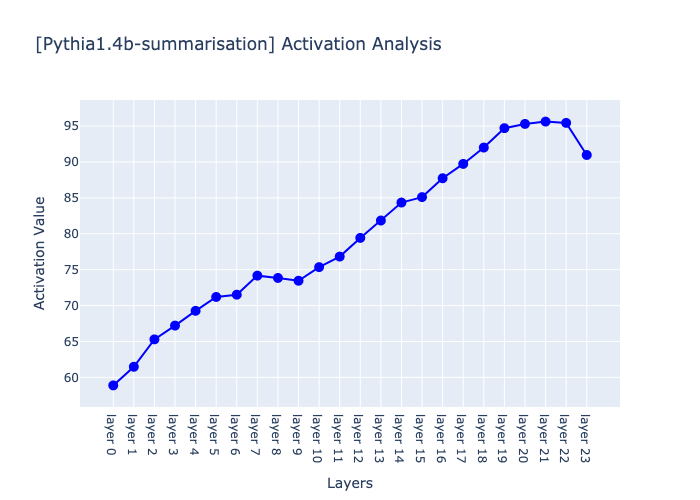 [Pythia1.4b-summarisation] Activation Analysis
Activation Value
95
90
85
80
75
70
65
60
layer 0
layer 1
layer 2
layer 3
layer 4
layer 5
layer 6
layer 7
layer 8
layer 9
layer 10
layer 11
layer 12
layer 13
layer 14
layer 15
layer 16
layer 17
layer 18
layer 19
layer 20
layer 21
layer 22
layer 23
Layers